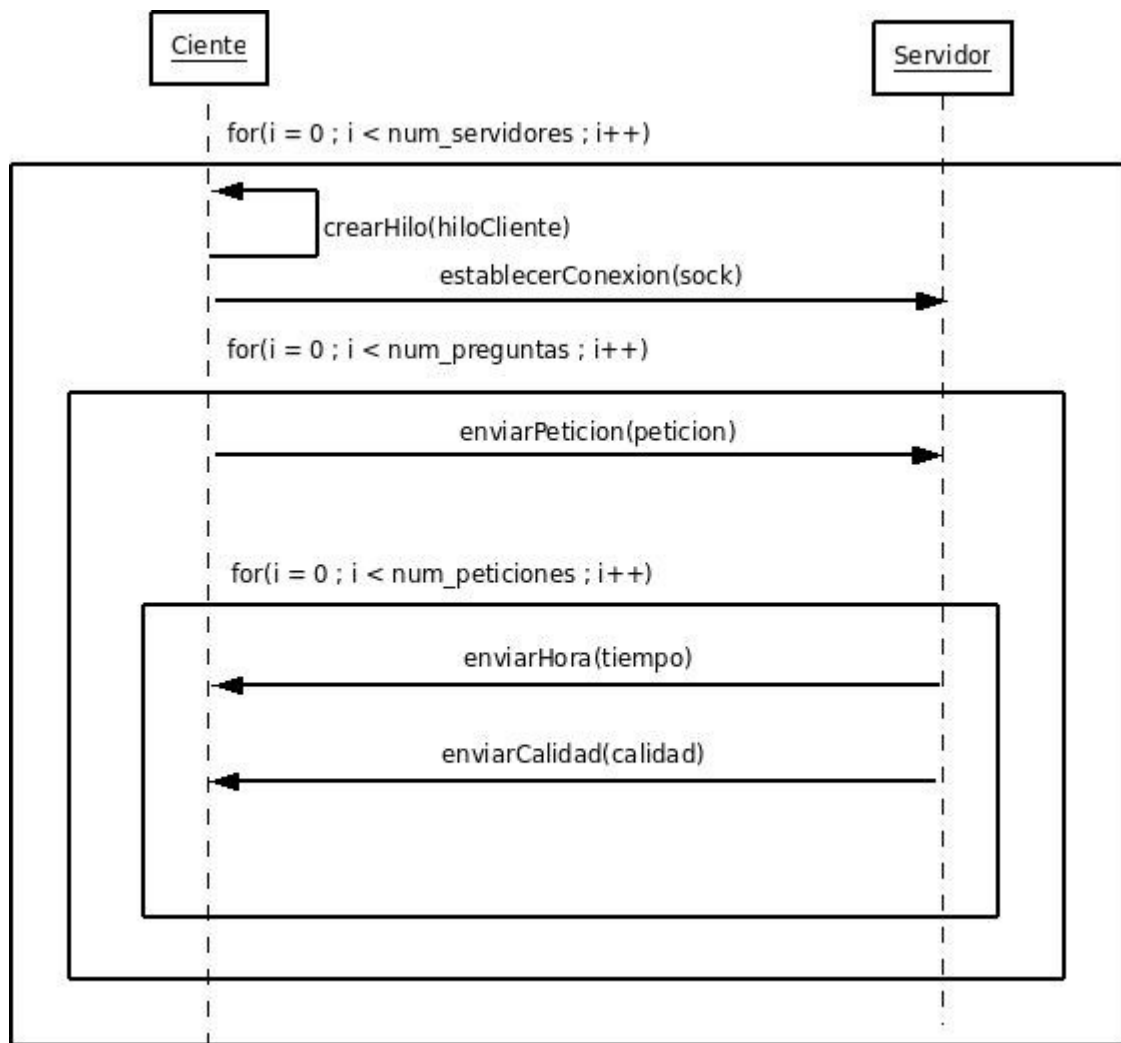 Ciente
Servidor
for(i = 0 ; i < num_servidores ; i++)
crearHilo(hiloCliente)
establecerConexion(sock)
for(i = 0 ; i < num_preguntas ; i++)
enviarPeticion(peticion)
for(i = 0 ; i < num_peticiones ; i++)
enviarHora(tiempo)
enviarCalidad(calidad)